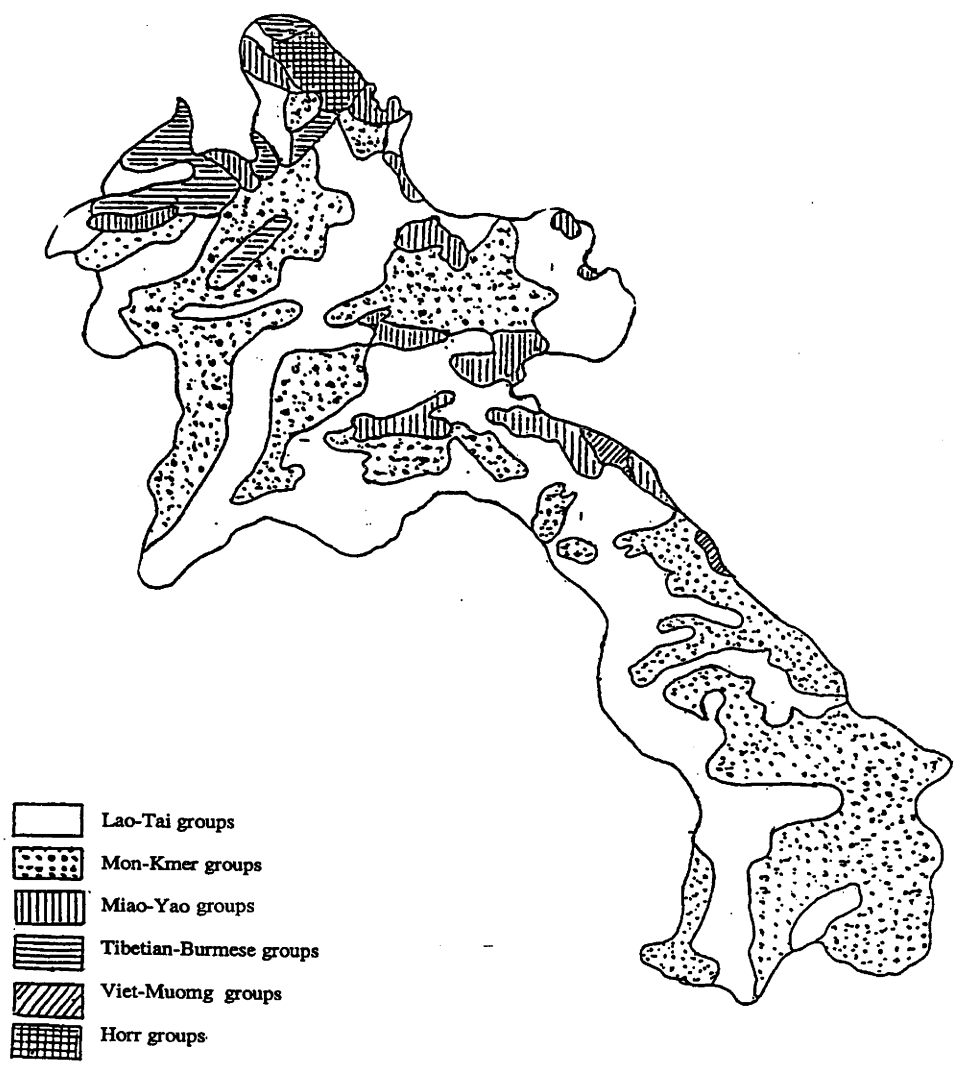 Lao-Tai groups
Mon-Kmer groups
Miao-Yao groups
Tibetian-Burmese groups
Viet-Muomg groups
Horr groups